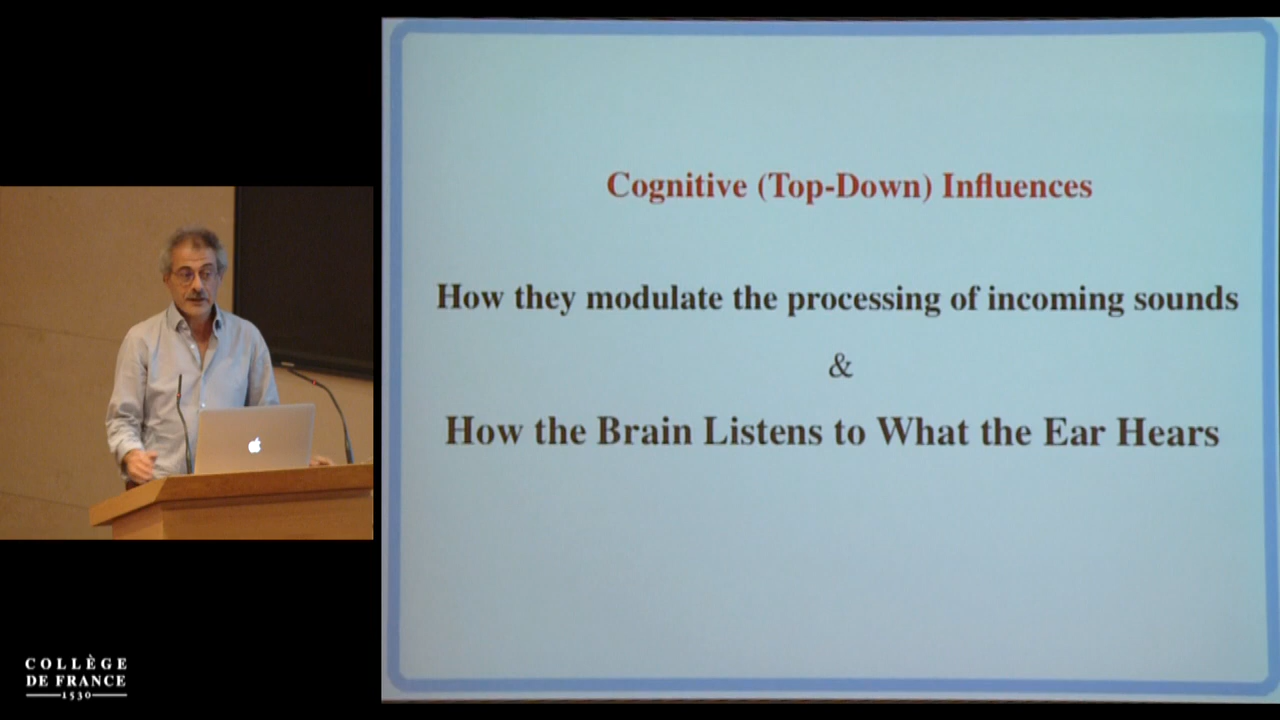 Cognitive (Top-Down) Influences
How they modulate the processing of incoming sounds
&
How the Brain Listens to What the Ear Hears
COLLÈGE
DE FRANCE
1530